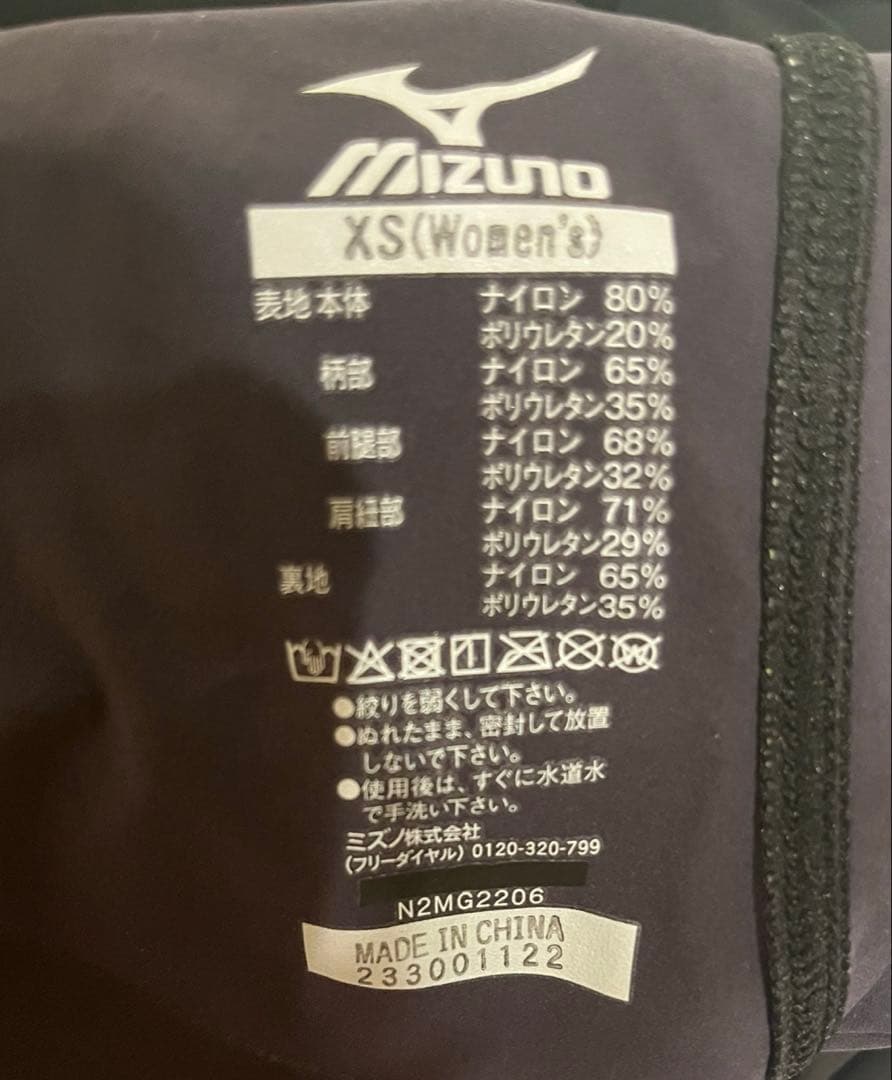 MIZUNO
XS(Women's)
表地 本体 ナイロン 80%
ポリウレタン20%
柄部 ナイロン 65%
ポリウレタン35%
前腿部 ナイロン 68%
ポリウレタン32%
肩紐部 ナイロン 71%
ポリウレタン29%
裏地 ナイロン 65%
ポリウレタン35%
W
●絞りを弱くして下さい。
●ぬれたまま、密封して放置
しないで下さい。
●使用後は、すぐに水道水
で手洗い下さい。
ミズノ株式会社
(フリーダイヤル) 0120-320-799
N2MG2206
MADE IN CHINA
233001122